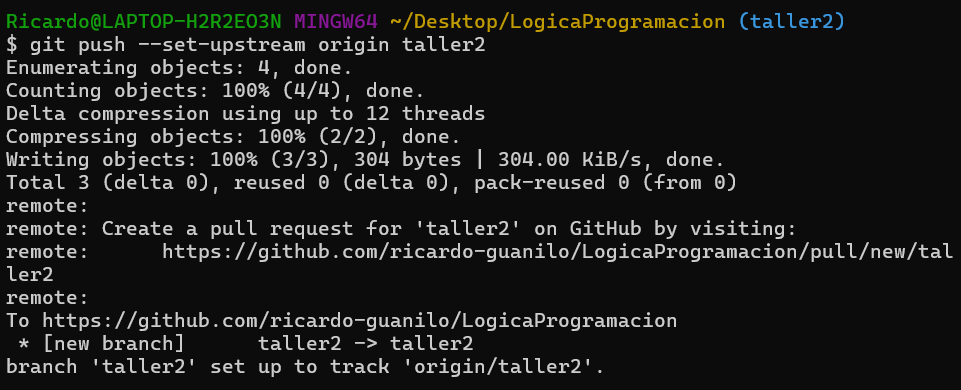 Ricardo@LAPTOP-H2R2EO3N MINGW64 ~/Desktop/LogicaProgramacion (taller2)
$ git push --set-upstream origin taller2
Enumerating objects: 4, done.
Counting objects: 100% (4/4), done.
Delta compression using up to 12 threads
Compressing objects: 100% (2/2), done.
Writing objects: 100% (3/3), 304 bytes | 304.00 KiB/s, done.
Total 3 (delta 0), reused 0 (delta 0), pack-reused 0 (from 0)
remote:
remote: Create a pull request for 'taller2' on GitHub by visiting:
remote:      https://github.com/ricardo-guanilo/LogicaProgramacion/pull/new/tal
ler2
remote:
To https://github.com/ricardo-guanilo/LogicaProgramacion
 * [new branch]      taller2 -> taller2
branch 'taller2' set up to track 'origin/taller2'.